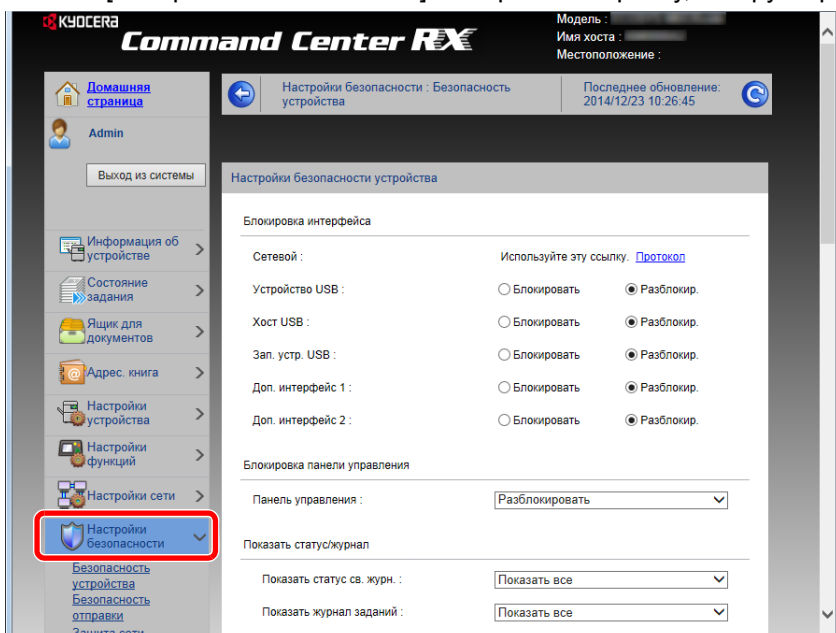 KYOCERA
Command Center RX
Модель :
Имя хоста :
Местоположение :
Домашняя
страница
Настройки безопасности : Безопасность
устройства
Последнее обновление:
2014/12/23 10:26:45
Admin
Выход из системы
Настройки безопасности устройства
Блокировка интерфейса
Сетевой :
Используйте эту ссылку. Протокол
Устройство USB :
Блокировать
Разблокир.
Хост USB :
Блокировать
Разблокир.
Зап. устр. USB :
Блокировать
Разблокир.
Доп. интерфейс 1 :
Блокировать
Разблокир.
Доп. интерфейс 2 :
Блокировать
Разблокир.
Блокировка панели управления
Панель управления :
Разблокировать
Показать статус/журнал
Показать статус св. журн. :
Показать все
Показать журнал заданий :
Показать все
Информация об
устройстве
Состояние
задания
Ящик для
документов
Адрес. книга
Настройки
устройства
Настройки
функций
Настройки сети
Настройки
безопасности
Безопасность
устройства
Безопасность
отправки
Защита сети